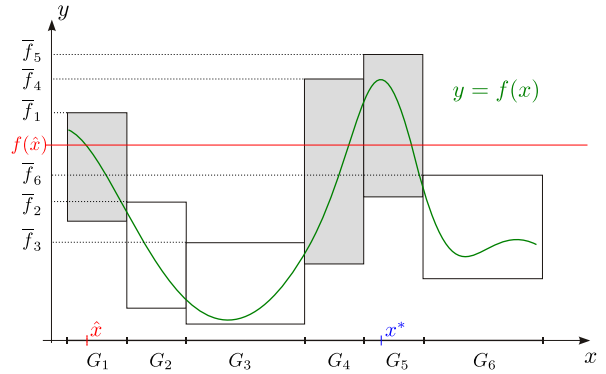 y
f̅₅
f̅₄
y = f(x)
f̅₁
f(x̂)
f̅₆
f̅₂
f̅₃
x̂ x*
G₁ G₂ G₃ G₄ G₅ G₆ x